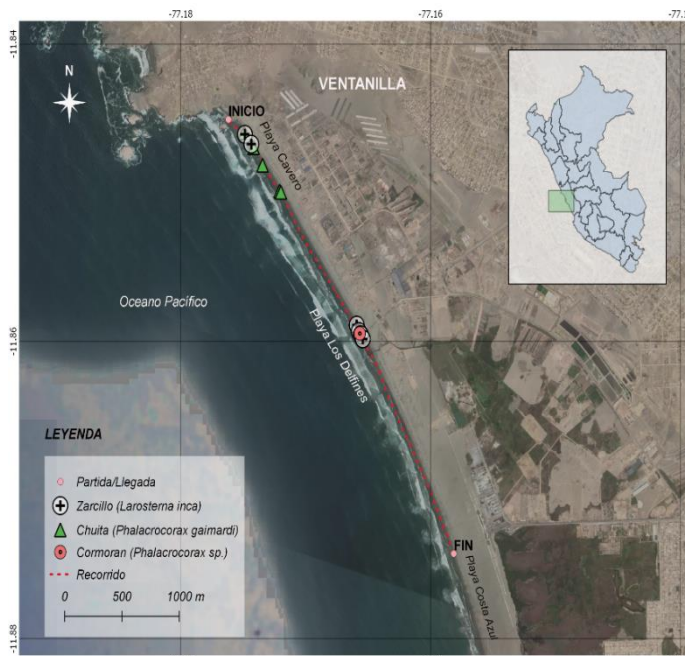 -77.18
-77.16
-11.84
N
VENTANILLA
INICIO
Playa Cavero
Oceano Pacífico
Playa Los Delfines
-11.86
LEYENDA
Partida/Llegada
Zarcillo (Larosterna inca)
Chuita (Phalacrocorax gaimardi)
Cormoran (Phalacrocorax sp.)
Recorrido
0 500 1000 m
FIN
Playa Costa Azul
-11.88